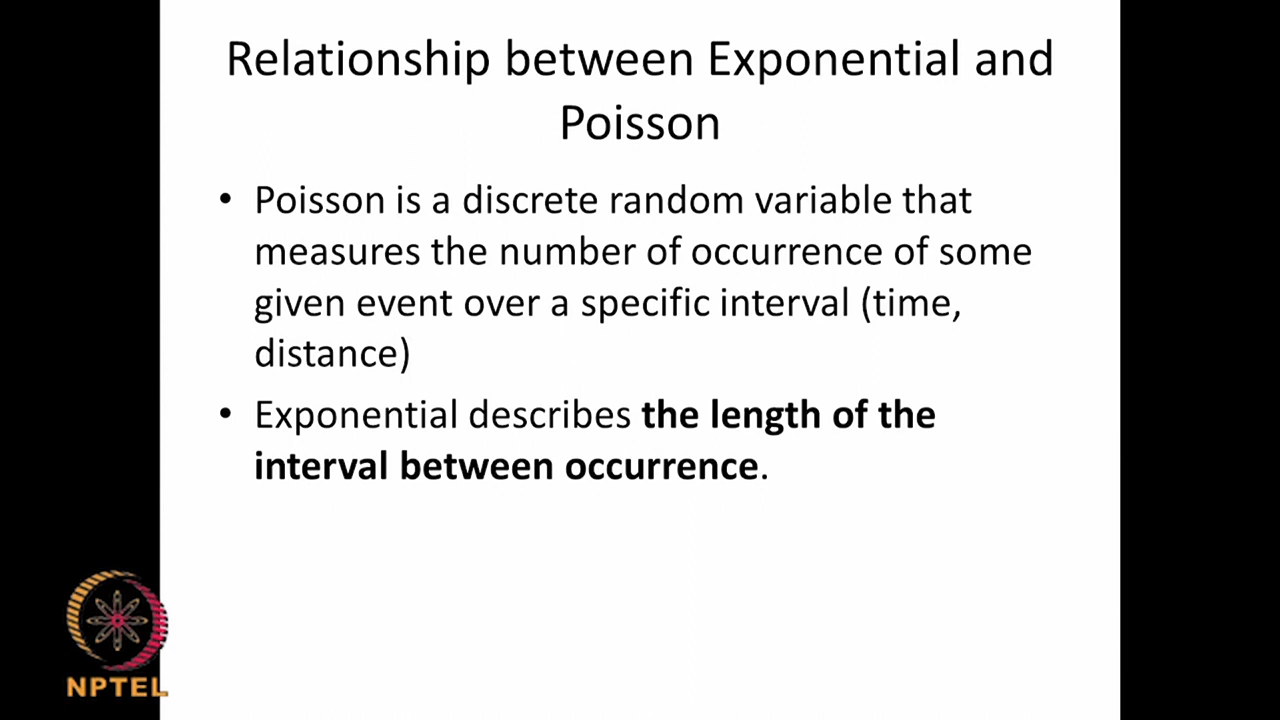 Relationship between Exponential and
Poisson
• Poisson is a discrete random variable that
measures the number of occurrence of some
given event over a specific interval (time,
distance)
• Exponential describes the length of the
interval between occurrence.
NPTEL